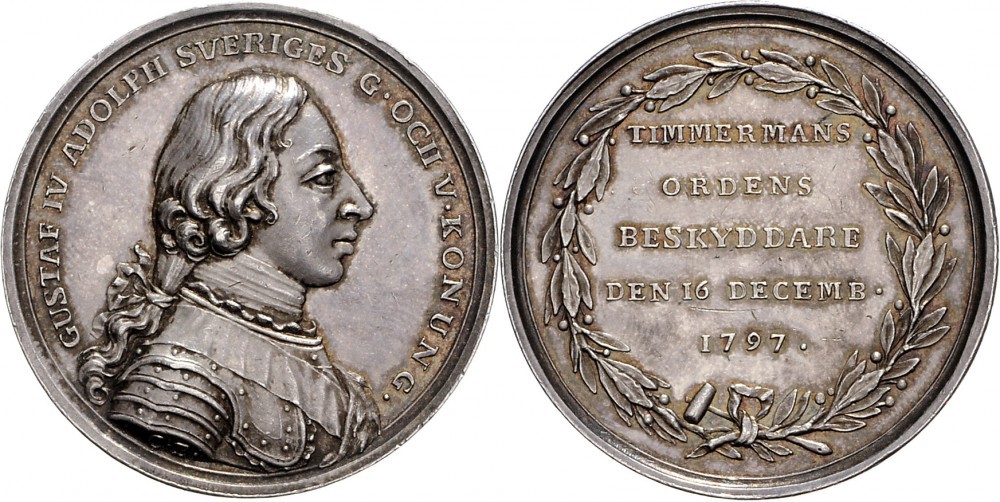 GUSTAF IV ADOLPH SVERIGES G. OCH V. KONUNG.
TIMMERMANS
ORDENS
BESKYDDARE
DEN 16 DECEMB.
1797.